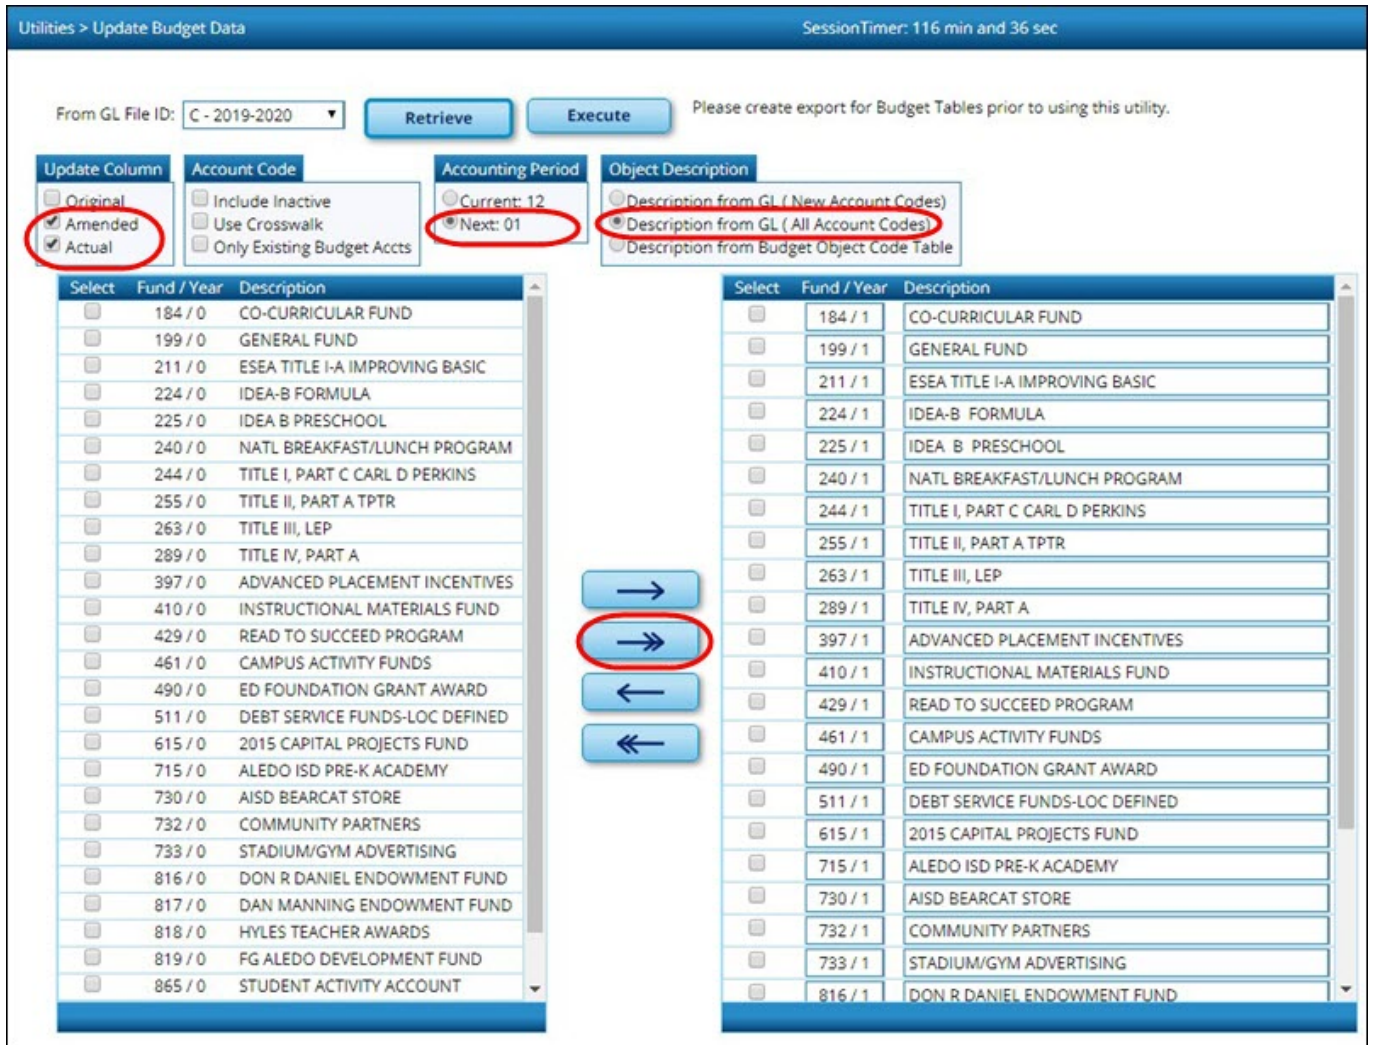 Utilities > Update Budget Data
SessionTimer: 116 min and 36 sec
From GL File ID: C - 2019-2020
Retrieve
Execute
Please create export for Budget Tables prior to using this utility.
Update Column
Original
Amended
Actual
Account Code
Include Inactive
Use Crosswalk
Only Existing Budget Accts
Accounting Period
Current: 12
Next: 01
Object Description
Description from GL ( New Account Codes)
Description from GL ( All Account Codes)
Description from Budget Object Code Table
Select Fund / Year Description
184 / 0 CO-CURRICULAR FUND
199 / 0 GENERAL FUND
211 / 0 ESEA TITLE I-A IMPROVING BASIC
224 / 0 IDEA-B FORMULA
225 / 0 IDEA B PRESCHOOL
240 / 0 NATL BREAKFAST/LUNCH PROGRAM
244 / 0 TITLE I, PART C CARL D PERKINS
255 / 0 TITLE II, PART A TPTR
263 / 0 TITLE III, LEP
289 / 0 TITLE IV, PART A
397 / 0 ADVANCED PLACEMENT INCENTIVES
410 / 0 INSTRUCTIONAL MATERIALS FUND
429 / 0 READ TO SUCCEED PROGRAM
461 / 0 CAMPUS ACTIVITY FUNDS
490 / 0 ED FOUNDATION GRANT AWARD
511 / 0 DEBT SERVICE FUNDS-LOC DEFINED
615 / 0 2015 CAPITAL PROJECTS FUND
715 / 0 ALEDO ISD PRE-K ACADEMY
730 / 0 AISD BEARCAT STORE
732 / 0 COMMUNITY PARTNERS
733 / 0 STADIUM/GYM ADVERTISING
816 / 0 DON R DANIEL ENDOWMENT FUND
817 / 0 DAN MANNING ENDOWMENT FUND
818 / 0 HYLES TEACHER AWARDS
819 / 0 FG ALEDO DEVELOPMENT FUND
865 / 0 STUDENT ACTIVITY ACCOUNT
Select Fund / Year Description
184 / 1 CO-CURRICULAR FUND
199 / 1 GENERAL FUND
211 / 1 ESEA TITLE I-A IMPROVING BASIC
224 / 1 IDEA-B FORMULA
225 / 1 IDEA B PRESCHOOL
240 / 1 NATL BREAKFAST/LUNCH PROGRAM
244 / 1 TITLE I, PART C CARL D PERKINS
255 / 1 TITLE II, PART A TPTR
263 / 1 TITLE III, LEP
289 / 1 TITLE IV, PART A
397 / 1 ADVANCED PLACEMENT INCENTIVES
410 / 1 INSTRUCTIONAL MATERIALS FUND
429 / 1 READ TO SUCCEED PROGRAM
461 / 1 CAMPUS ACTIVITY FUNDS
490 / 1 ED FOUNDATION GRANT AWARD
511 / 1 DEBT SERVICE FUNDS-LOC DEFINED
615 / 1 2015 CAPITAL PROJECTS FUND
715 / 1 ALEDO ISD PRE-K ACADEMY
730 / 1 AISD BEARCAT STORE
732 / 1 COMMUNITY PARTNERS
733 / 1 STADIUM/GYM ADVERTISING
816 / 1 DON R DANIEL ENDOWMENT FUND